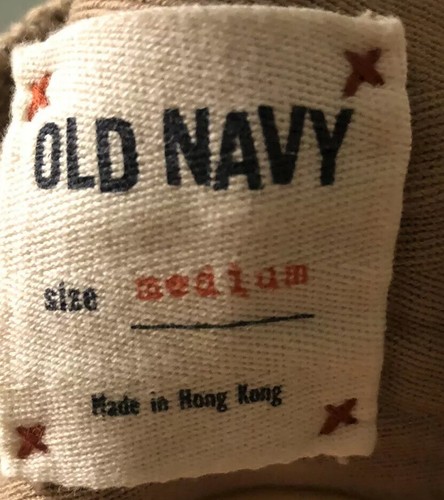 OLD NAVY
size medium
Made in Hong Kong